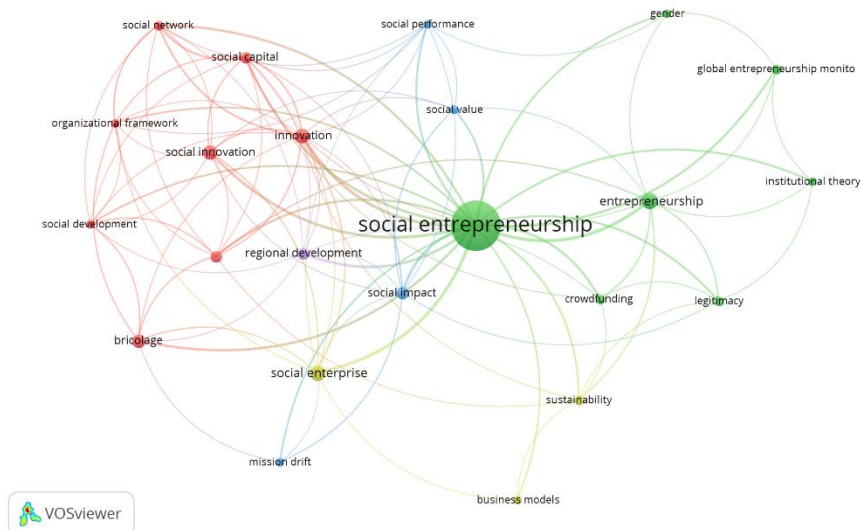 gender
social network
social performance
social capital
global entrepreneurship monito
social value
organizational framework
innovation
social innovation
institutional theory
entrepreneurship
social development
social entrepreneurship
regional development
social impact
crowdfunding
legitimacy
bricolage
social enterprise
sustainability
mission drift
business models
VOSviewer